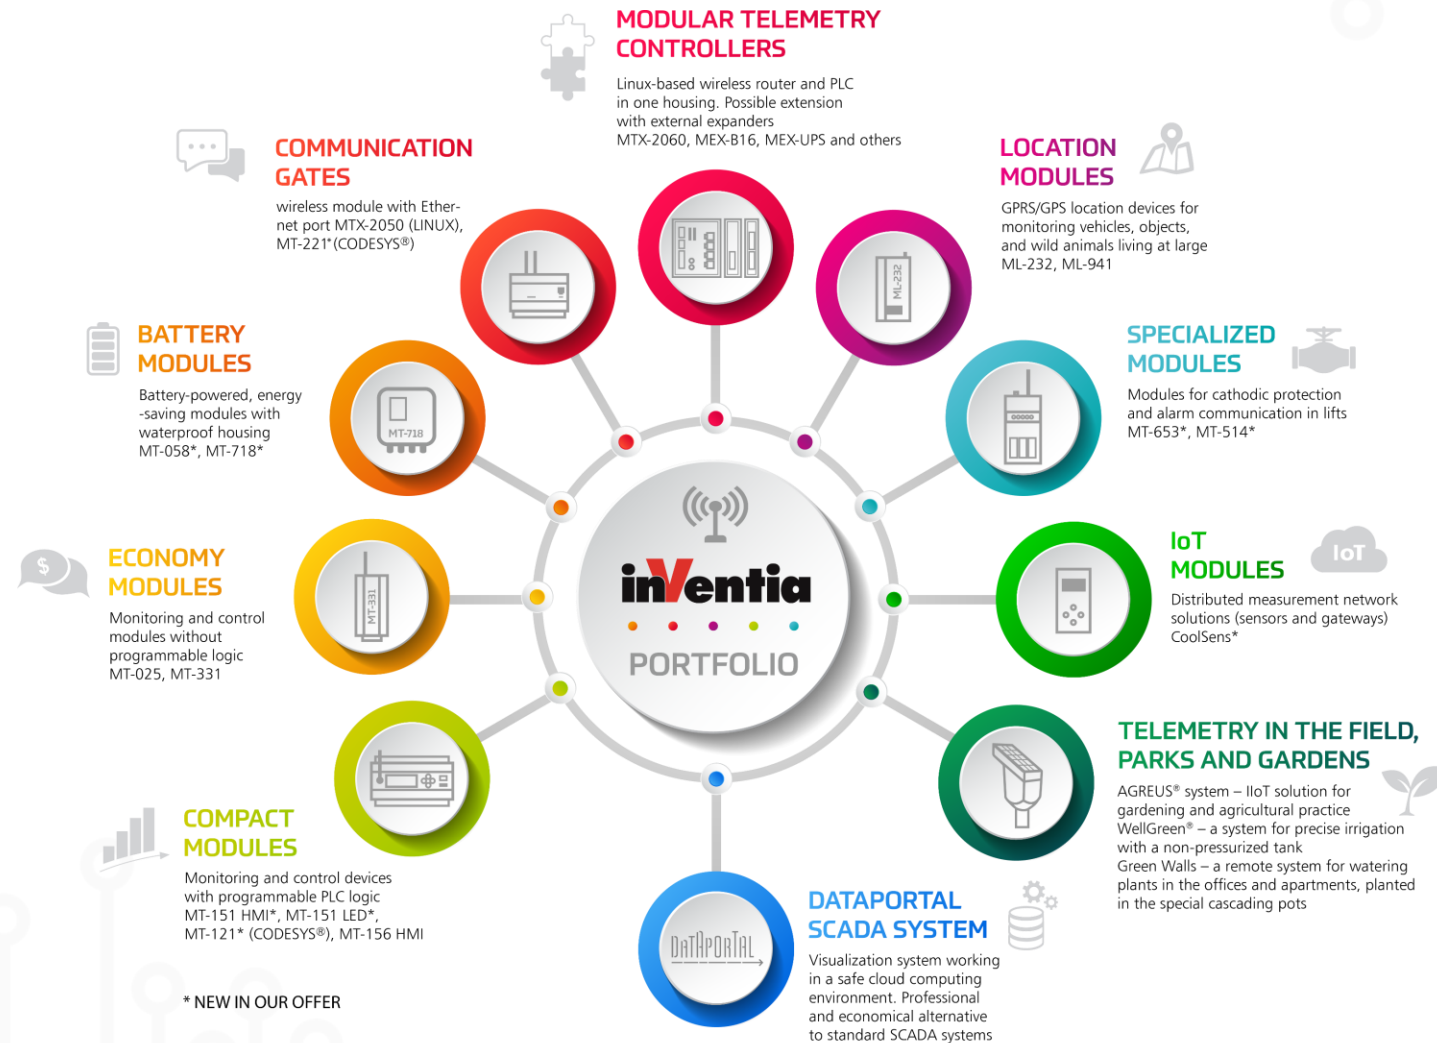 MODULAR TELEMETRY
CONTROLLERS
Linux-based wireless router and PLC
in one housing. Possible extension
with external expanders
MTX-2060, MEX-B16, MEX-UPS and others
COMMUNICATION
GATES
wireless module with Ether-
net port MTX-2050 (LINUX),
MT-221* (CODESYS®)
LOCATION
MODULES
GPRS/GPS location devices for
monitoring vehicles, objects,
and wild animals living at large
ML-232, ML-941
ML-232
BATTERY
MODULES
Battery-powered, energy
-saving modules with
waterproof housing
MT-058*, MT-718*
MT-718
SPECIALIZED
MODULES
Modules for cathodic protection
and alarm communication in lifts
MT-653*, MT-514*
inVentia
PORTFOLIO
ECONOMY
MODULES
Monitoring and control
modules without
programmable logic
MT-025, MT-331
$
MT-331
IoT
MODULES
IoT
Distributed measurement network
solutions (sensors and gateways)
CoolSens*
COMPACT
MODULES
Monitoring and control devices
with programmable PLC logic
MT-151 HMI*, MT-151 LED*,
MT-121* (CODESYS®), MT-156 HMI
TELEMETRY IN THE FIELD,
PARKS AND GARDENS
AGREUS® system – IIoT solution for
gardening and agricultural practice
WellGreen® – a system for precise irrigation
with a non-pressurized tank
Green Walls – a remote system for watering
plants in the offices and apartments, planted
in the special cascading pots
DATAPORTAL
DATAPORTAL
SCADA SYSTEM
Visualization system working
in a safe cloud computing
environment. Professional
and economical alternative
to standard SCADA systems
* NEW IN OUR OFFER